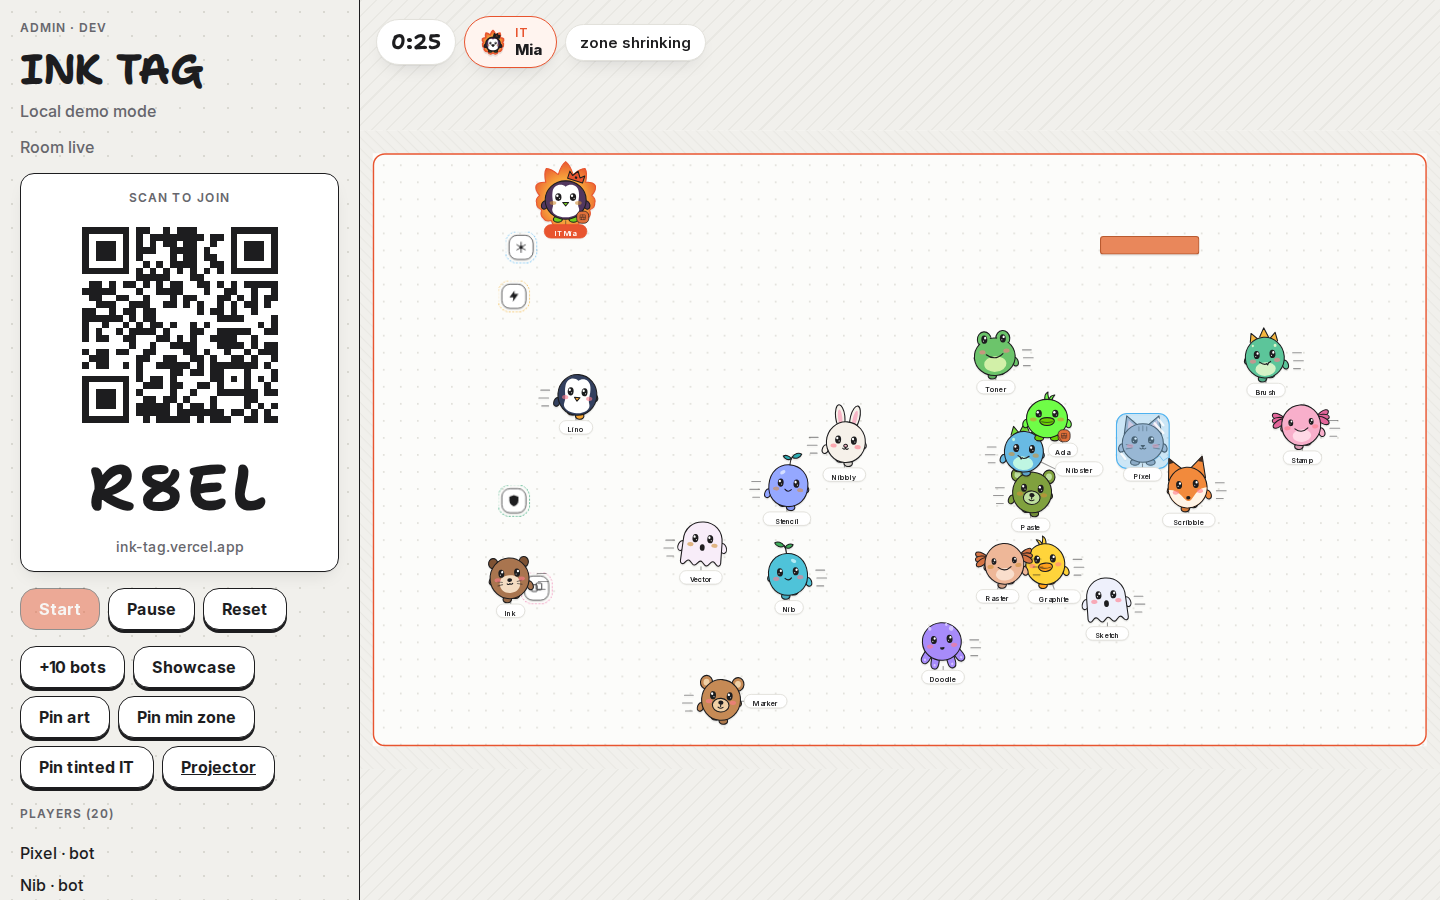 ADMIN · DEV
INK TAG
Local demo mode
Room live
SCAN TO JOIN
R8EL
ink-tag.vercel.app
Start
Pause
Reset
+10 bots
Showcase
Pin art
Pin min zone
Pin tinted IT
Projector
PLAYERS (20)
Pixel · bot
Nib · bot
0:25
IT
Mia
zone shrinking
IT Mia
Toner
Brush
Lino
Ada
Stamp
Nibbly
Nibster
Pixel
Stencil
Scribble
Paste
Vector
Raster
Graphite
Nib
Ink
Sketch
Doodle
Marker